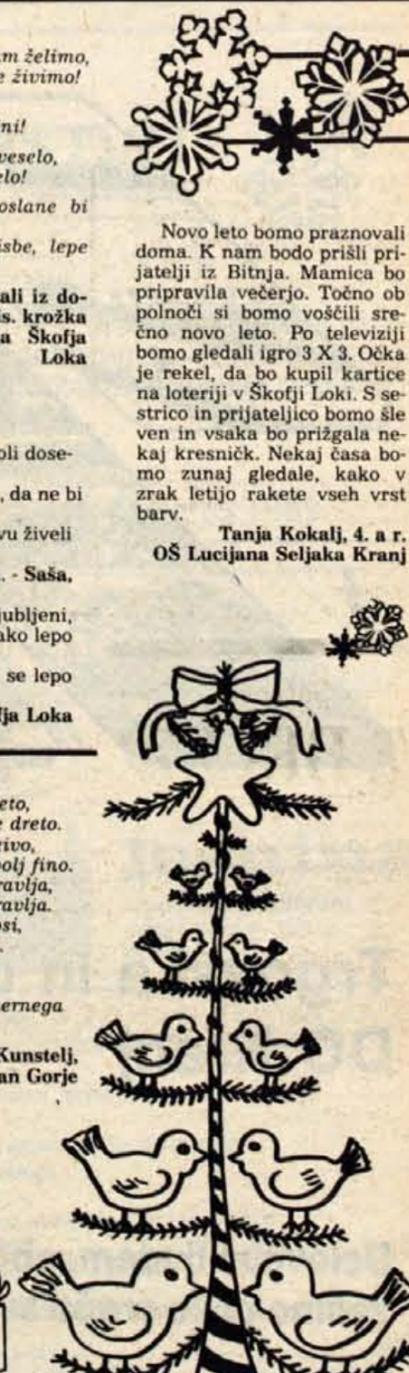 m želimo,
e živimo!
ni!
veselo,
elo!
oslane bi
isbe, lepe
ali iz do-
is. krožka
a Škofja
Loka
oli dose-
, da ne bi
vu živeli
. - Saša,
jubljeni,
ako lepo
se lepo
ja Loka
eto,
e dreto.
ivo,
olj fino.
ravlja,
ravlja.
osi,
ernega
Kunstelj,
an Gorje
Novo leto bomo praznovali
doma. K nam bodo prišli pri-
jatelji iz Bitnja. Mamica bo
pripravila večerjo. Točno ob
polnoči si bomo voščili sre-
čno novo leto. Po televiziji
bomo gledali igro 3 X 3. Očka
je rekel, da bo kupil kartice
na loteriji v Škofji Loki. S se-
strico in prijateljico bomo šle
ven in vsaka bo prižgala ne-
kaj kresničk. Nekaj časa bo-
mo zunaj gledale, kako v
zrak letijo rakete vseh vrst
barv.
Tanja Kokalj, 4. a r.
OŠ Lucijana Seljaka Kranj